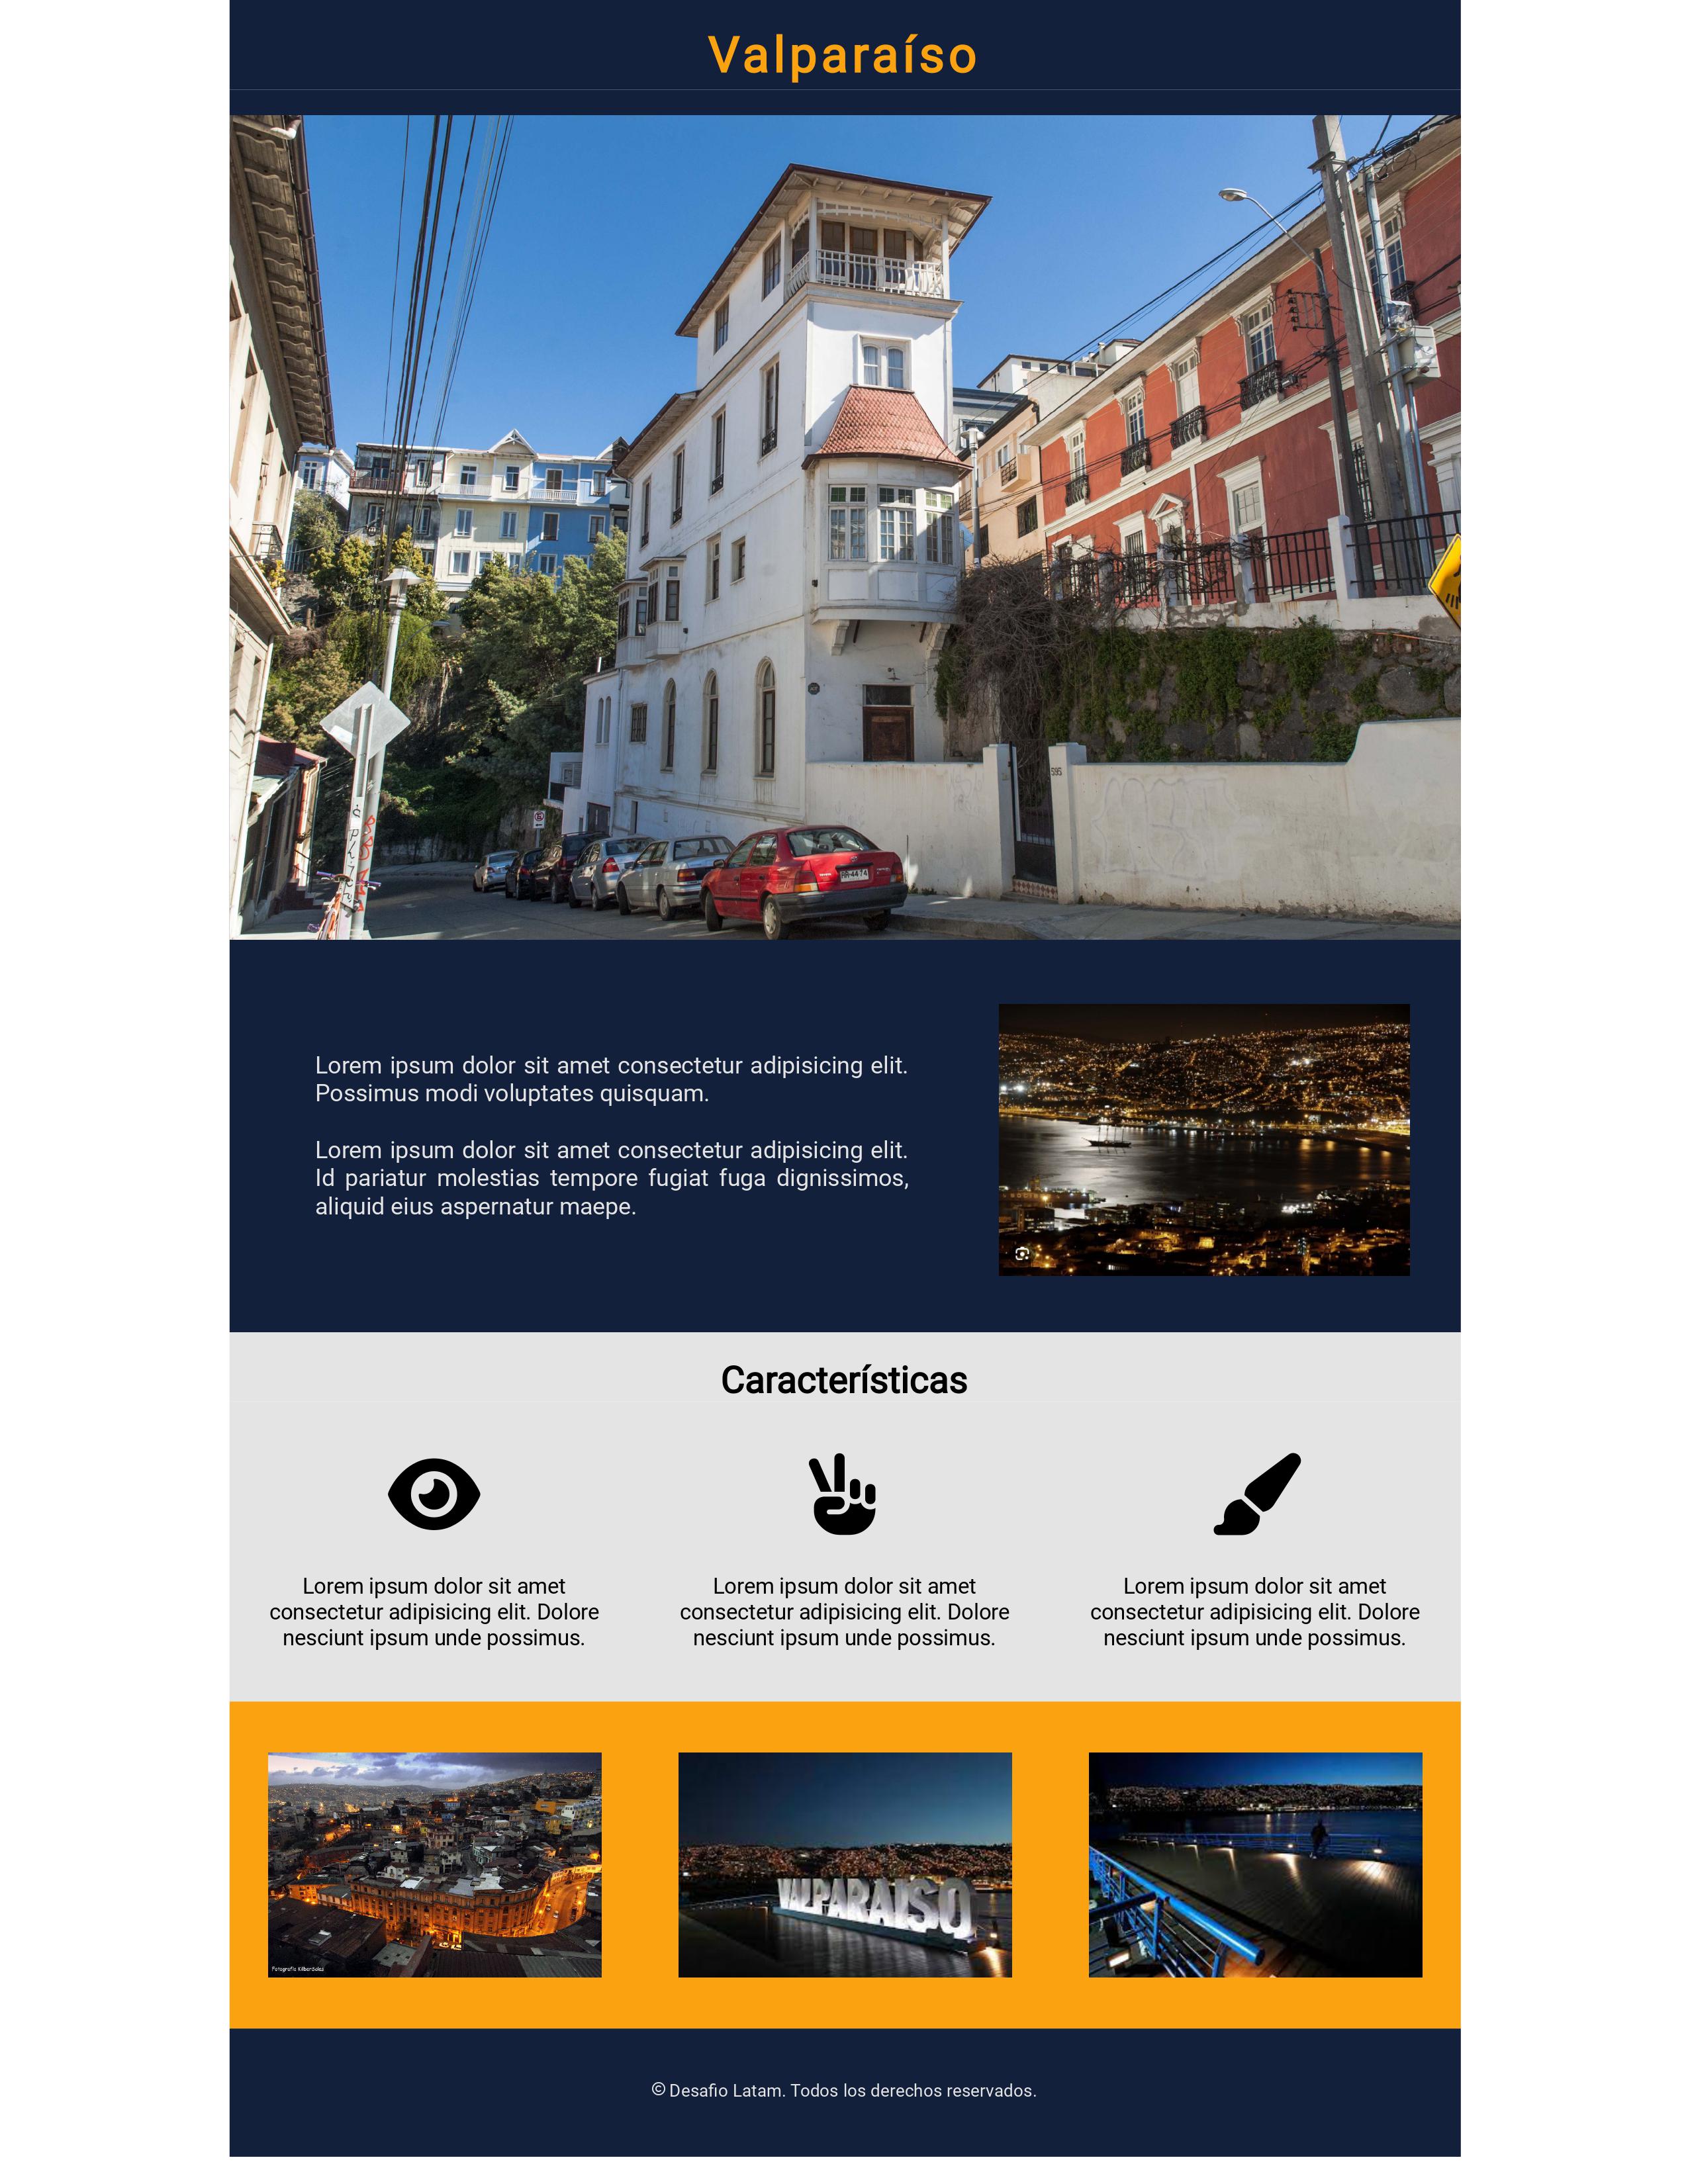 Valparaíso
595
Lorem ipsum dolor sit amet consectetur adipisicing elit.
Possimus modi voluptates quisquam.
Lorem ipsum dolor sit amet consectetur adipisicing elit.
Id pariatur molestias tempore fugiat fuga dignissimos,
aliquid eius aspernatur maepe.
Características
Lorem ipsum dolor sit amet
consectetur adipisicing elit. Dolore
nesciunt ipsum unde possimus.
Lorem ipsum dolor sit amet
consectetur adipisicing elit. Dolore
nesciunt ipsum unde possimus.
Lorem ipsum dolor sit amet
consectetur adipisicing elit. Dolore
nesciunt ipsum unde possimus.
VALPARAISO
© Desafio Latam. Todos los derechos reservados.